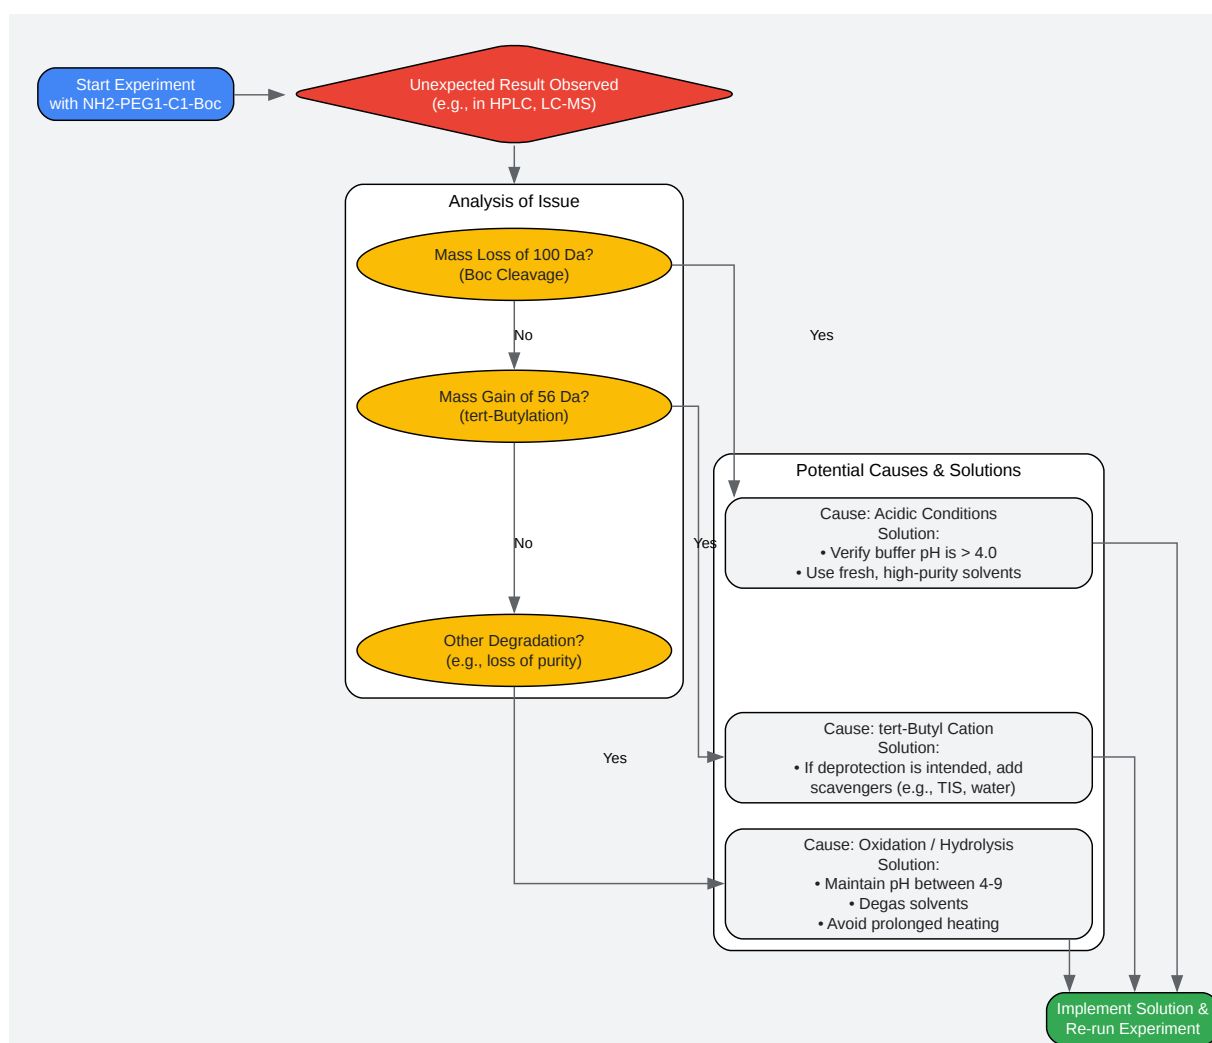 Start Experiment
with NH2-PEG1-C1-Boc
Unexpected Result Observed
(e.g., in HPLC, LC-MS)
Analysis of Issue
Mass Loss of 100 Da?
(Boc Cleavage)
No
Yes
Mass Gain of 56 Da?
(tert-Butylation)
No
Yes
Other Degradation?
(e.g., loss of purity)
Yes
Potential Causes & Solutions
Cause: Acidic Conditions
Solution:
• Verify buffer pH is > 4.0
• Use fresh, high-purity solvents
Cause: tert-Butyl Cation
Solution:
• If deprotection is intended, add
scavengers (e.g., TIS, water)
Cause: Oxidation / Hydrolysis
Solution:
• Maintain pH between 4-9
• Degas solvents
• Avoid prolonged heating
Implement Solution &
Re-run Experiment